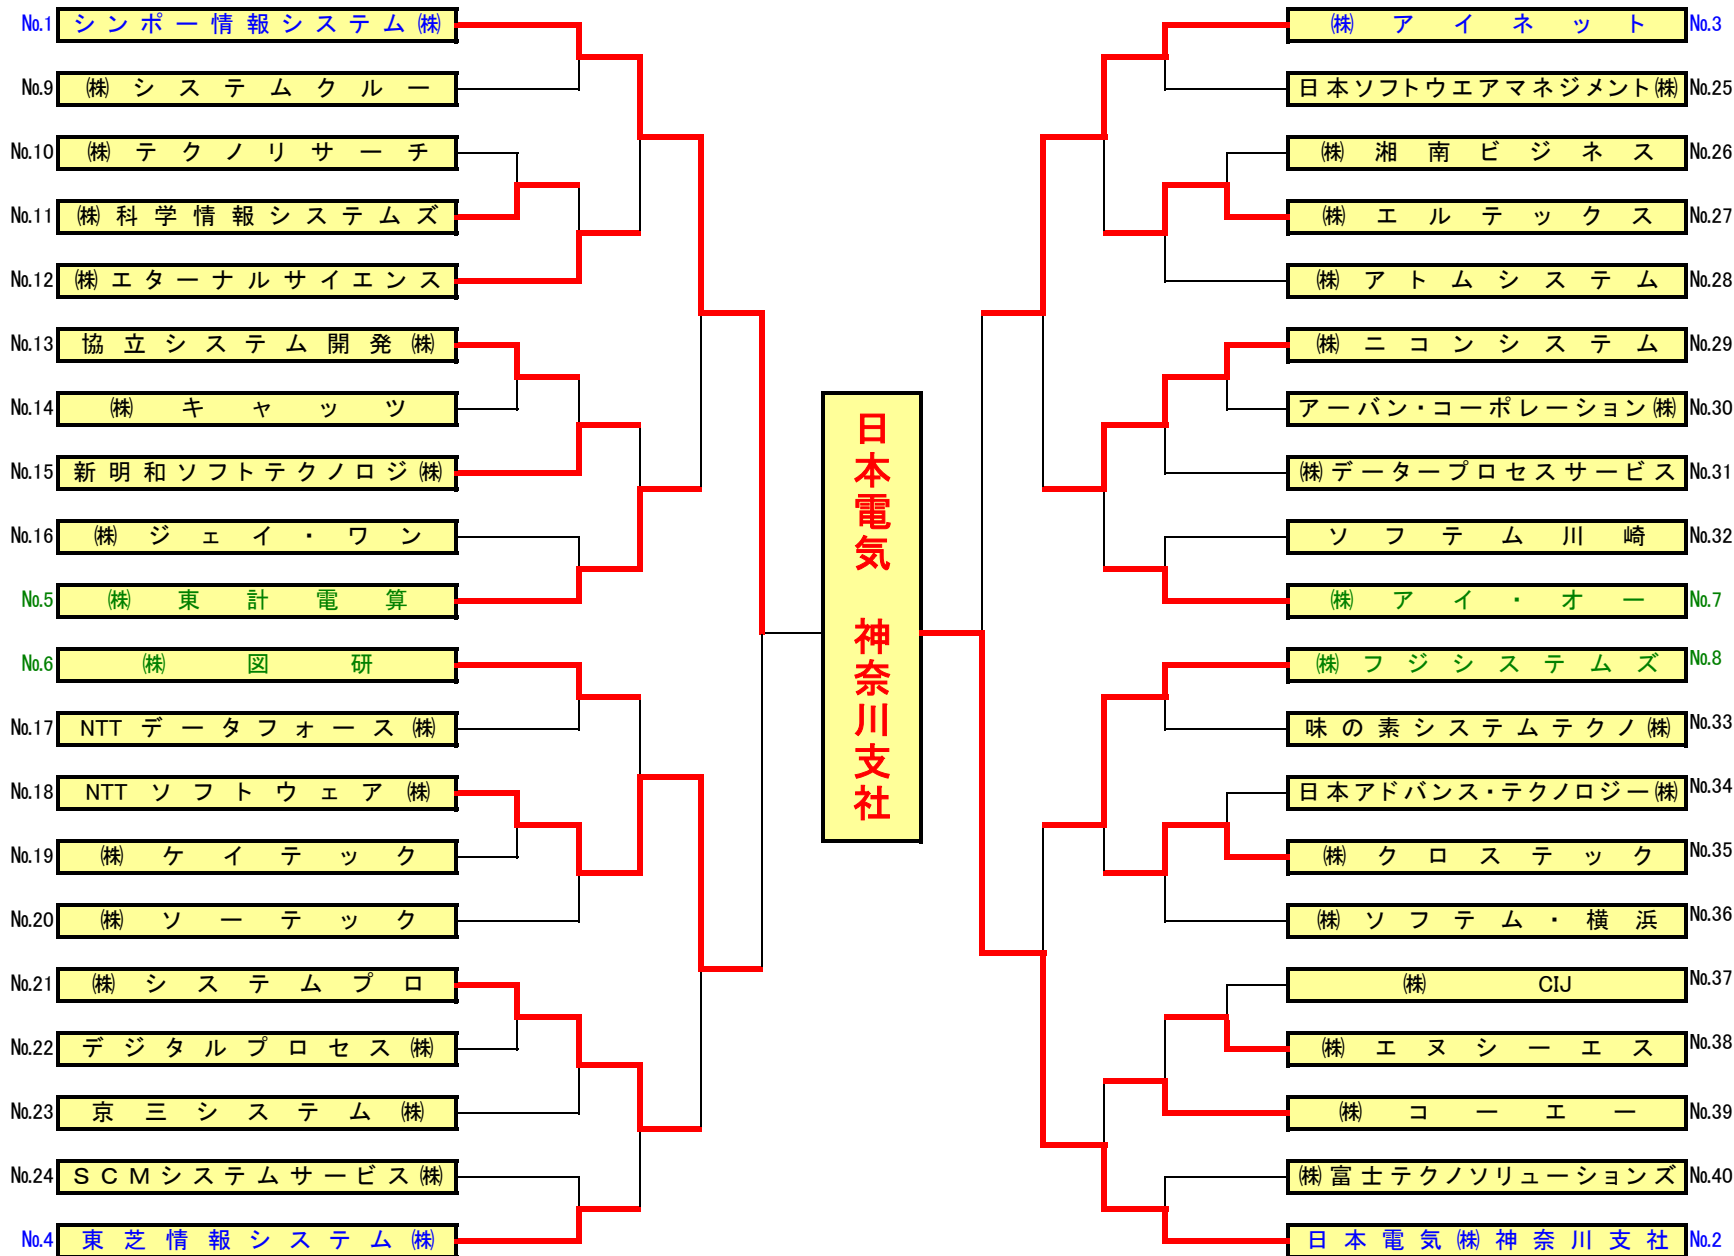 No.1 シンポー情報システム㈱
No.9 ㈱システムクルー
No.10 ㈱テクノリサーチ
No.11 ㈱科学情報システムズ
No.12 ㈱エターナルサイエンス
No.13 協立システム開発㈱
No.14 ㈱キャッツ
No.15 新明和ソフトテクノロジ㈱
No.16 ㈱ジェイ・ワン
No.5 ㈱東計電算
No.6 ㈱図研
No.17 NTTデータフォース㈱
No.18 NTTソフトウェア㈱
No.19 ㈱ケイテック
No.20 ㈱ソーテック
No.21 ㈱システムプロ
No.22 デジタルプロセス㈱
No.23 京三システム㈱
No.24 SCMシステムサービス㈱
No.4 東芝情報システム㈱
日本電気 神奈川支社
㈱アイネット No.3
日本ソフトウエアマネジメント㈱ No.25
㈱湘南ビジネス No.26
㈱エルテックス No.27
㈱アトムシステム No.28
㈱ニコンシステム No.29
アーバン・コーポレーション㈱ No.30
㈱データープロセスサービス No.31
ソフテム川崎 No.32
㈱アイ・オー No.7
㈱フジシステムズ No.8
味の素システムテクノ㈱ No.33
日本アドバンス・テクノロジー㈱ No.34
㈱クロステック No.35
㈱ソフテム・横浜 No.36
㈱CIJ No.37
㈱エヌシーエス No.38
㈱コーエー No.39
㈱富士テクノソリューションズ No.40
日本電気㈱神奈川支社 No.2